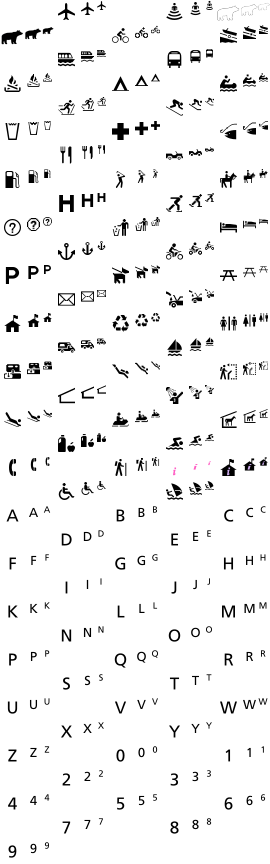 H H H
? ? ?
P P P
i i i
A A A B B B C C C
D D D E E E
F F F G G G H H H
I I I J J J
K K K L L L M M M
N N N O O O
P P P Q Q Q R R R
S S S T T T
U U U V V V W W W
X X X Y Y Y
Z Z Z 0 0 0 1 1 1
2 2 2 3 3 3
4 4 4 5 5 5 6 6 6
7 7 7 8 8 8
9 9 9